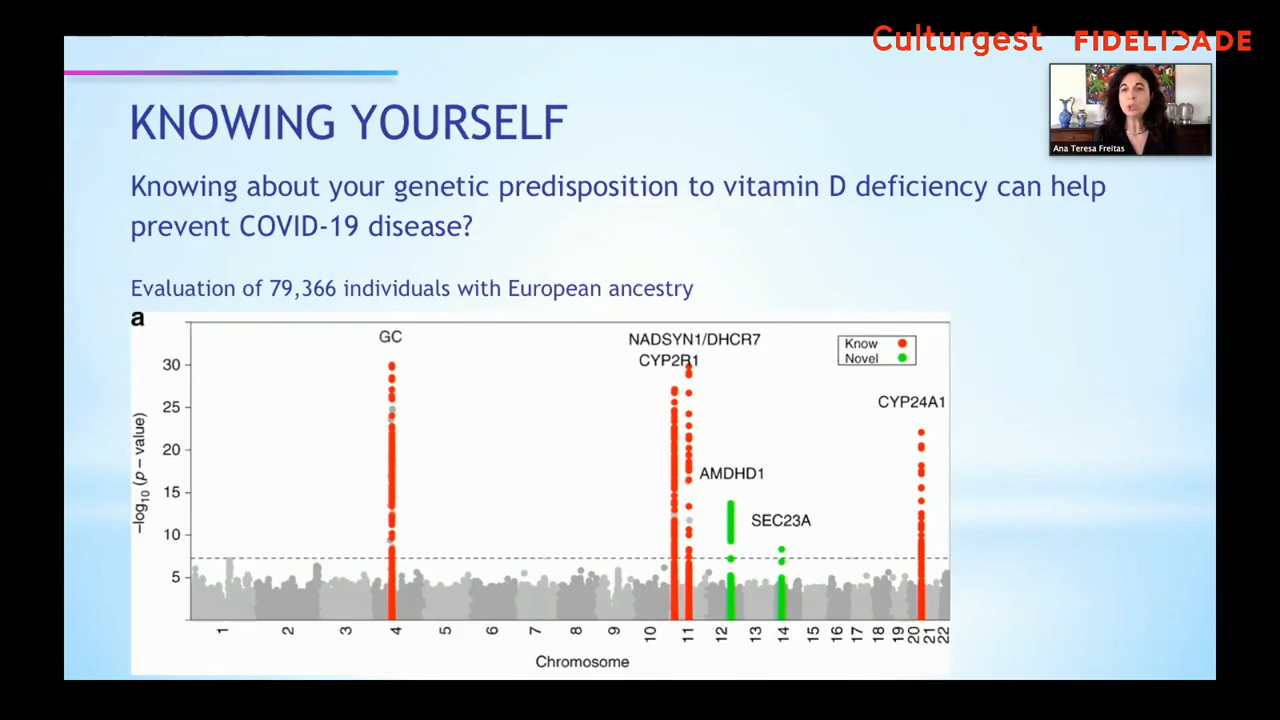 Culturgest FIDELIDADE
Ana Teresa Freitas
KNOWING YOURSELF
Knowing about your genetic predisposition to vitamin D deficiency can help
prevent COVID-19 disease?
Evaluation of 79,366 individuals with European ancestry
a
GC
NADSYN1/DHCR7
CYP2R1
Know
Novel
CYP24A1
AMDHD1
SEC23A
−log10 (p − value)
30
25
20
15
10
5
1 2 3 4 5 6 7 8 9 10 11 12 13 14 15 16 17 18 19 20 21 22
Chromosome